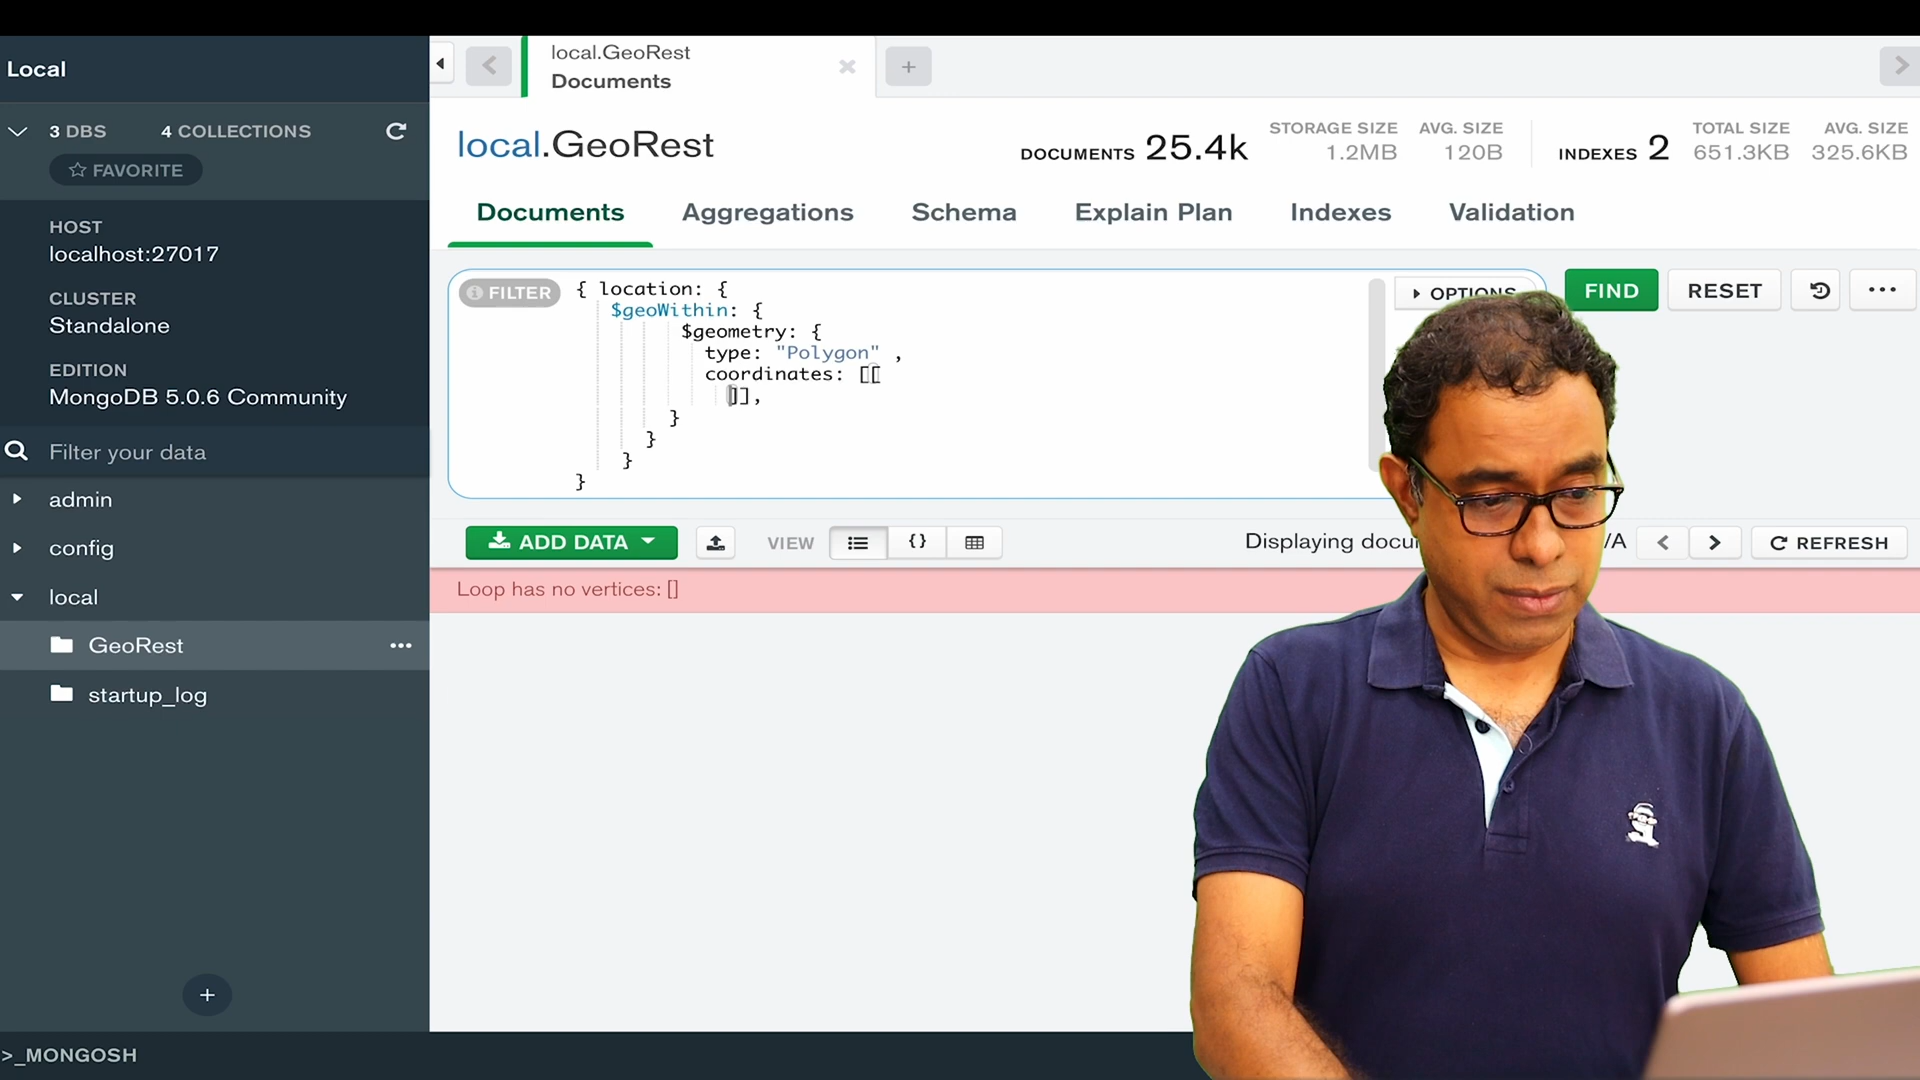 Local
3 DBS
4 COLLECTIONS
FAVORITE
HOST
localhost:27017
CLUSTER
Standalone
EDITION
MongoDB 5.0.6 Community
Filter your data
admin
config
local
GeoRest
startup_log
>_MONGOSH
local.GeoRest
Documents
local.GeoRest
DOCUMENTS 25.4k
STORAGE SIZE
1.2MB
AVG. SIZE
120B
INDEXES 2
TOTAL SIZE
651.3KB
AVG. SIZE
325.6KB
Documents
Aggregations
Schema
Explain Plan
Indexes
Validation
FILTER
{ location: {
$geoWithin: {
$geometry: {
type: "Polygon" ,
coordinates: [[
]],
}
}
}
}
OPTIONS
FIND
RESET
ADD DATA
VIEW
{}
Displaying
/A
REFRESH
Loop has no vertices: []